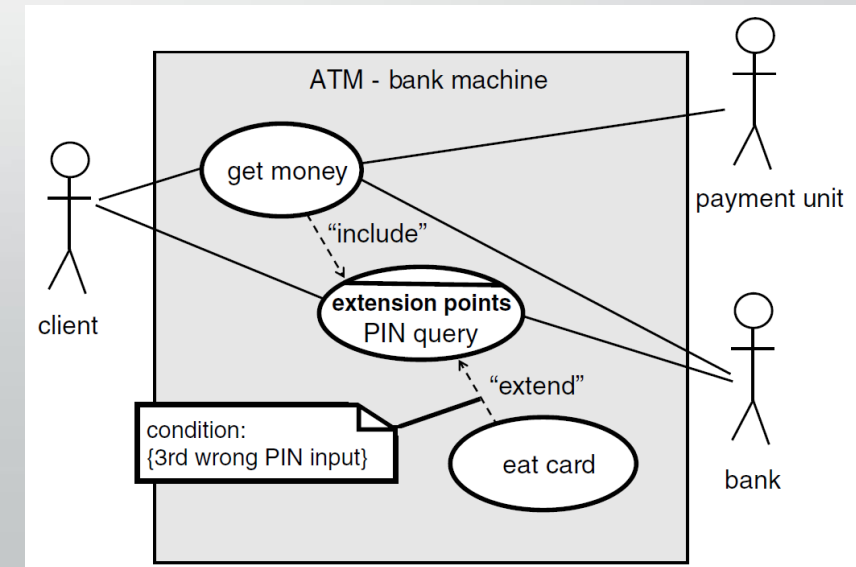 ATM - bank machine
get money
payment unit
"include"
extension points
PIN query
client
"extend"
condition:
{3rd wrong PIN input}
eat card
bank